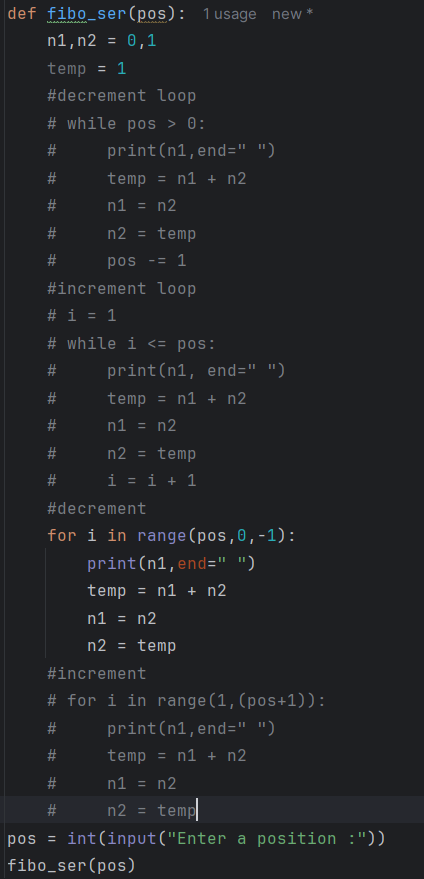 def fibo_ser(pos): 1 usage new *
    n1,n2 = 0,1
    temp = 1
    #decrement loop
    # while pos > 0:
    #     print(n1,end=" ")
    #     temp = n1 + n2
    #     n1 = n2
    #     n2 = temp
    #     pos -= 1
    #increment loop
    # i = 1
    # while i <= pos:
    #     print(n1, end=" ")
    #     temp = n1 + n2
    #     n1 = n2
    #     n2 = temp
    #     i = i + 1
    #decrement
    for i in range(pos,0,-1):
        print(n1,end=" ")
        temp = n1 + n2
        n1 = n2
        n2 = temp
    #increment
    # for i in range(1,(pos+1)):
    #     print(n1,end=" ")
    #     temp = n1 + n2
    #     n1 = n2
    #     n2 = temp
pos = int(input("Enter a position :"))
fibo_ser(pos)